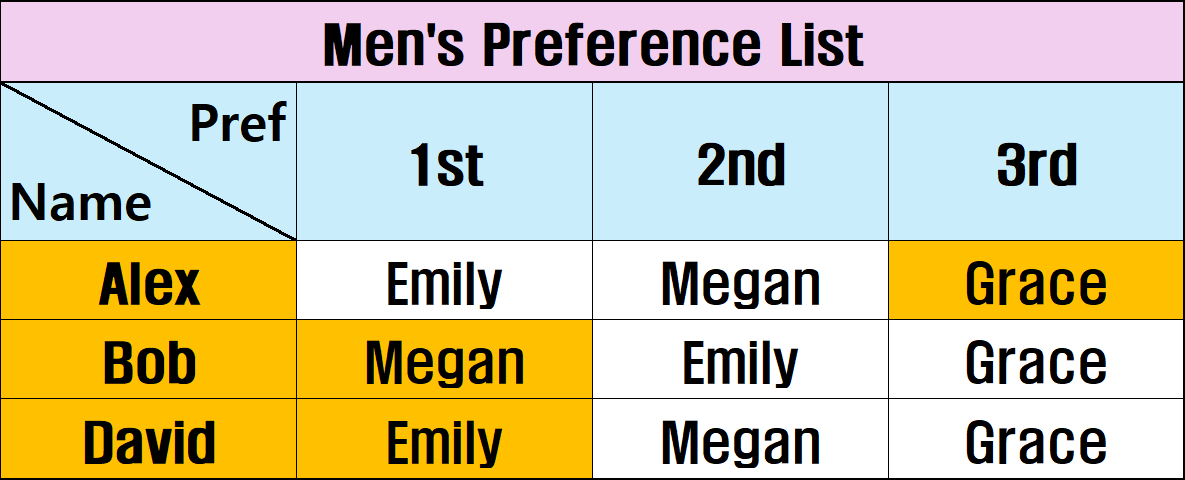 Men's Preference List
Pref
Name
1st 2nd 3rd
Alex Emily Megan Grace
Bob Megan Emily Grace
David Emily Megan Grace